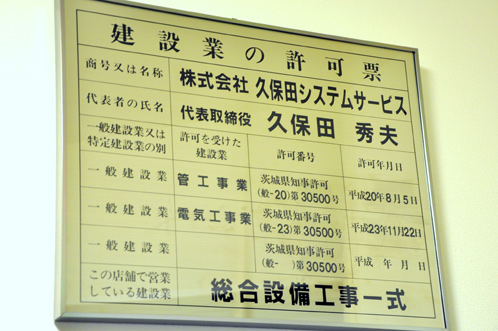 建設業の許可票
商号又は名称 株式会社 久保田システムサービス
代表者の氏名 代表取締役 久保田 秀夫
一般建設業又は
特定建設業の別 許可を受けた
建設業 許可番号 許可年月日
一般建設業 管工事業 茨城県知事許可
(般-20)第30500号 平成20年8月5日
一般建設業 電気工事業 茨城県知事許可
(般-23)第30500号 平成23年11月22日
一般建設業 茨城県知事許可
(般- )第30500号 平成 年 月 日
この店舗で営業
している建設業 総合設備工事一式